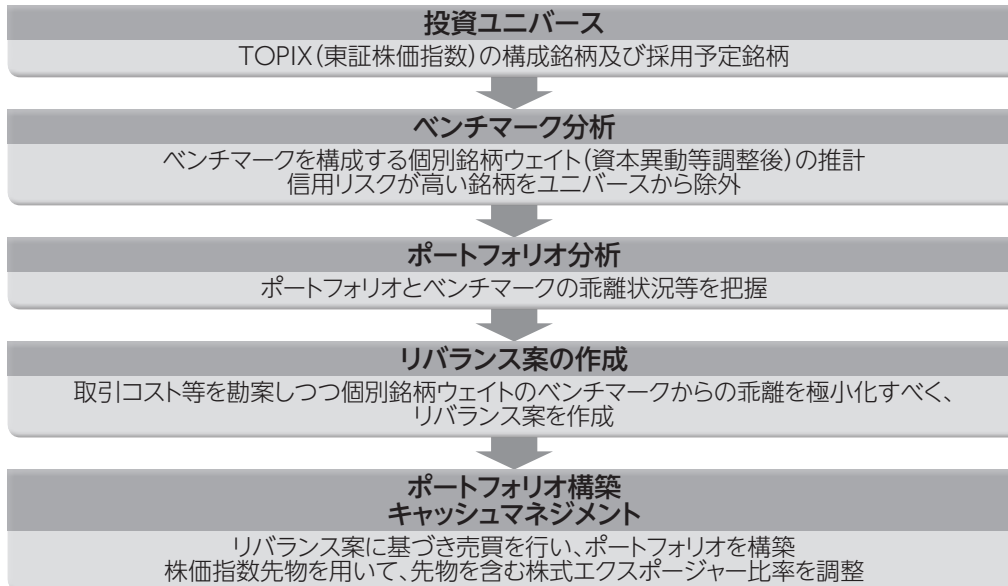 投資ユニバース
TOPIX(東証株価指数)の構成銘柄及び採用予定銘柄
ベンチマーク分析
ベンチマークを構成する個別銘柄ウェイト(資本異動等調整後)の推計
信用リスクが高い銘柄をユニバースから除外
ポートフォリオ分析
ポートフォリオとベンチマークの乖離状況等を把握
リバランス案の作成
取引コスト等を勘案しつつ個別銘柄ウェイトのベンチマークからの乖離を極小化すべく、
リバランス案を作成
ポートフォリオ構築
キャッシュマネジメント
リバランス案に基づき売買を行い、ポートフォリオを構築
株価指数先物を用いて、先物を含む株式エクスポージャー比率を調整